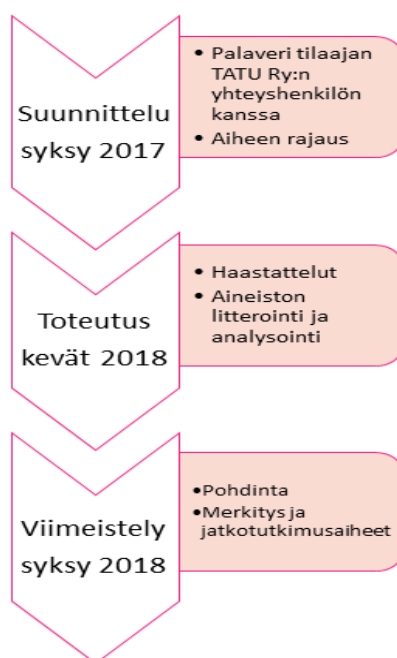 Suunnittelu
syksy 2017
• Palaveri tilaajan
TATU Ry:n
yhteyshenkilön
kanssa
• Aiheen rajaus
Toteutus
kevät 2018
• Haastattelut
• Aineiston
litterointi ja
analysointi
Viimeistely
syksy 2018
•Pohdinta
•Merkitys ja
jatkotutkimusaiheet